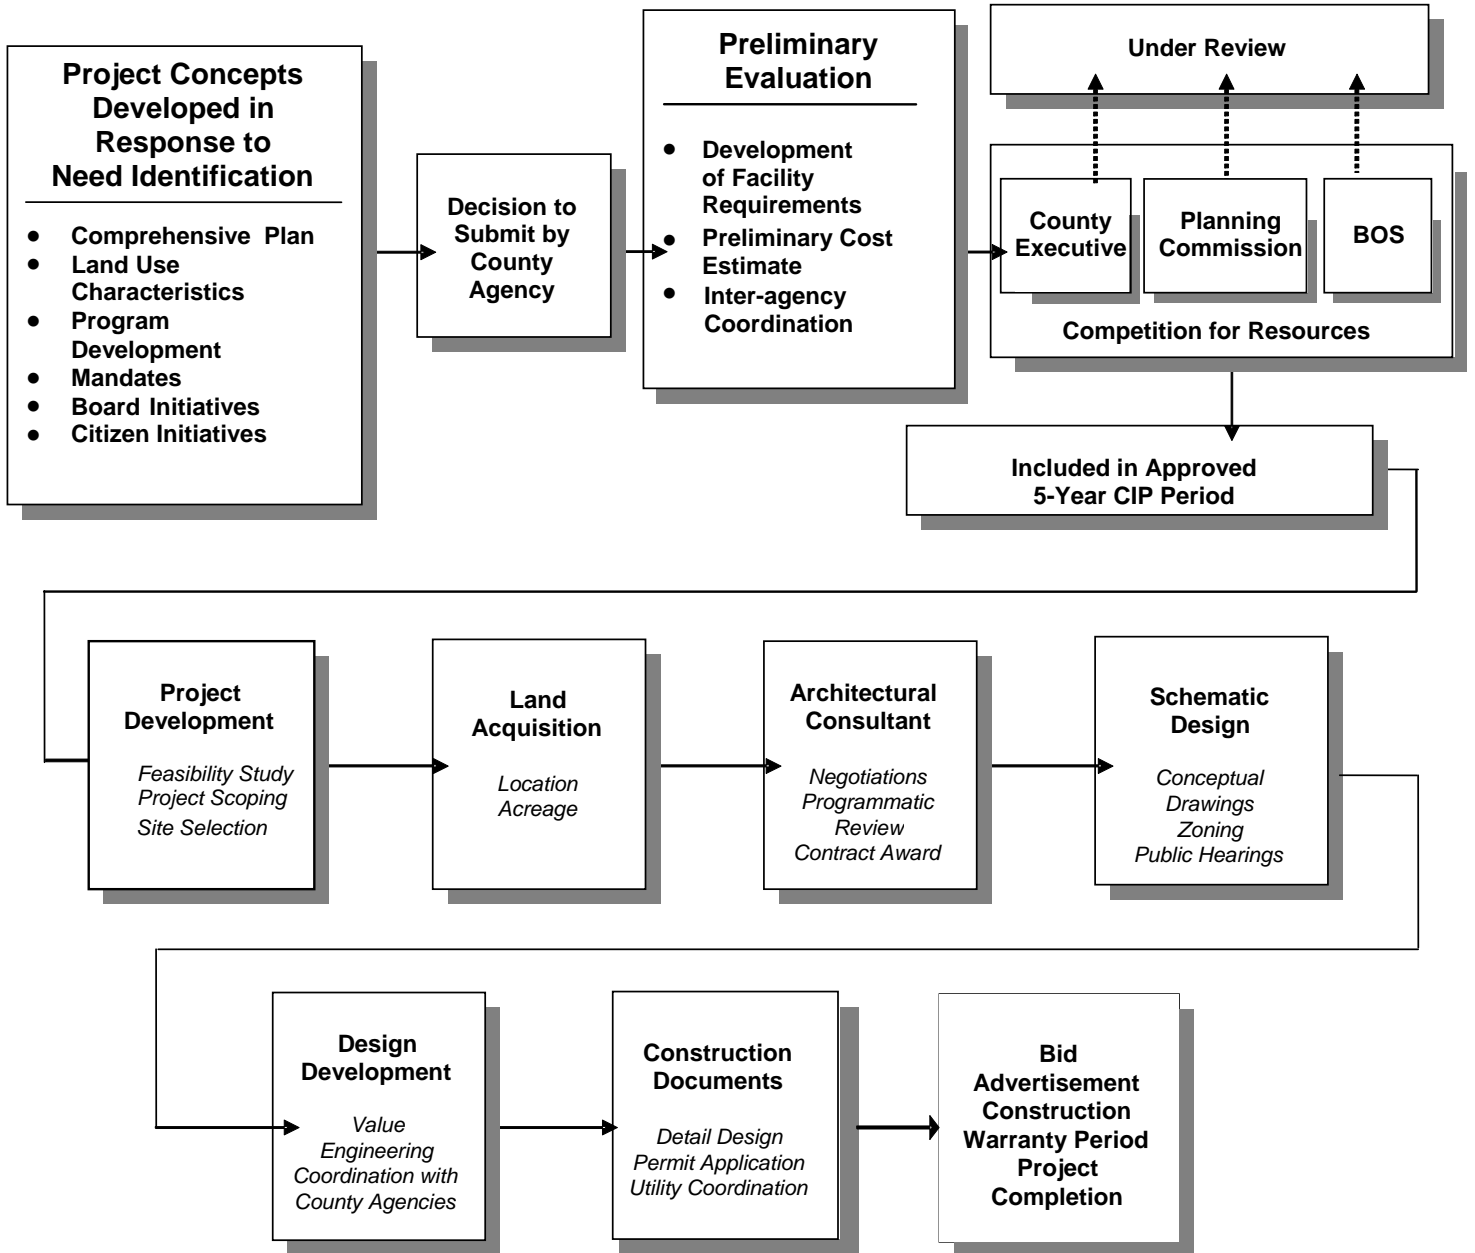 Project Concepts
Developed in
Response to
Need Identification
● Comprehensive Plan
● Land Use
Characteristics
● Program
Development
● Mandates
● Board Initiatives
● Citizen Initiatives
Decision to
Submit by
County
Agency
Preliminary
Evaluation
● Development
of Facility
Requirements
● Preliminary Cost
Estimate
● Inter-agency
Coordination
Under Review
County
Executive
Planning
Commission
BOS
Competition for Resources
Included in Approved
5-Year CIP Period
Project
Development
Feasibility Study
Project Scoping
Site Selection
Land
Acquisition
Location
Acreage
Architectural
Consultant
Negotiations
Programmatic
Review
Contract Award
Schematic
Design
Conceptual
Drawings
Zoning
Public Hearings
Design
Development
Value
Engineering
Coordination with
County Agencies
Construction
Documents
Detail Design
Permit Application
Utility Coordination
Bid
Advertisement
Construction
Warranty Period
Project
Completion